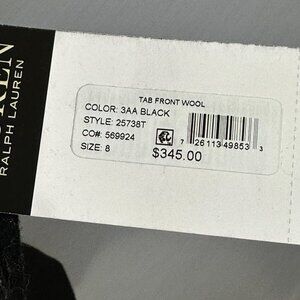 REN
RALPH LAUREN
TAB FRONT WOOL
COLOR: 3AA BLACK
STYLE: 25738T
CO#: 569924
SIZE: 8
$345.00
7 26113 49853 3